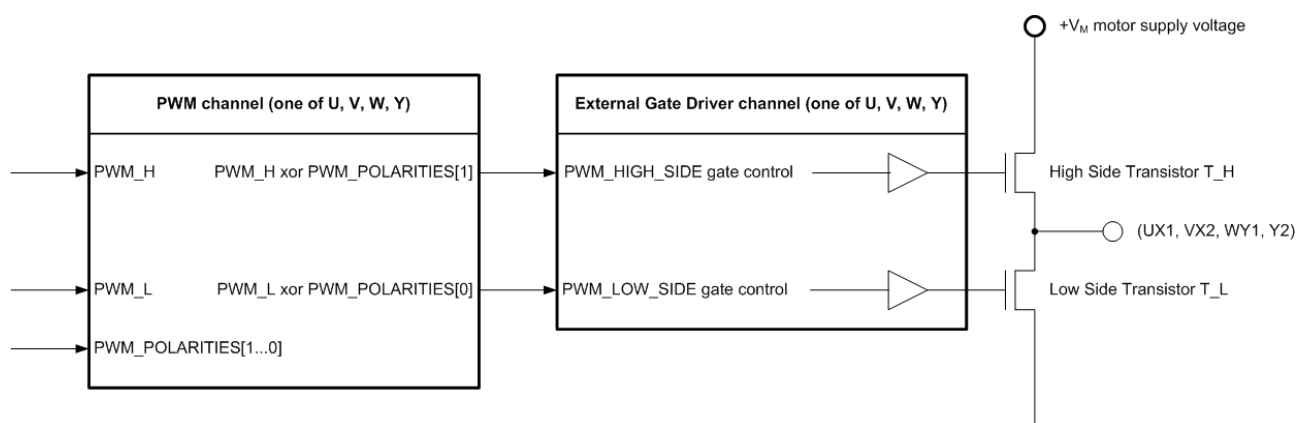 +VM motor supply voltage
PWM channel (one of U, V, W, Y)
External Gate Driver channel (one of U, V, W, Y)
PWM_H
PWM_H xor PWM_POLARITIES[1]
PWM_HIGH_SIDE gate control
High Side Transistor T_H
(UX1, VX2, WY1, Y2)
PWM_L
PWM_L xor PWM_POLARITIES[0]
PWM_LOW_SIDE gate control
Low Side Transistor T_L
PWM_POLARITIES[1...0]